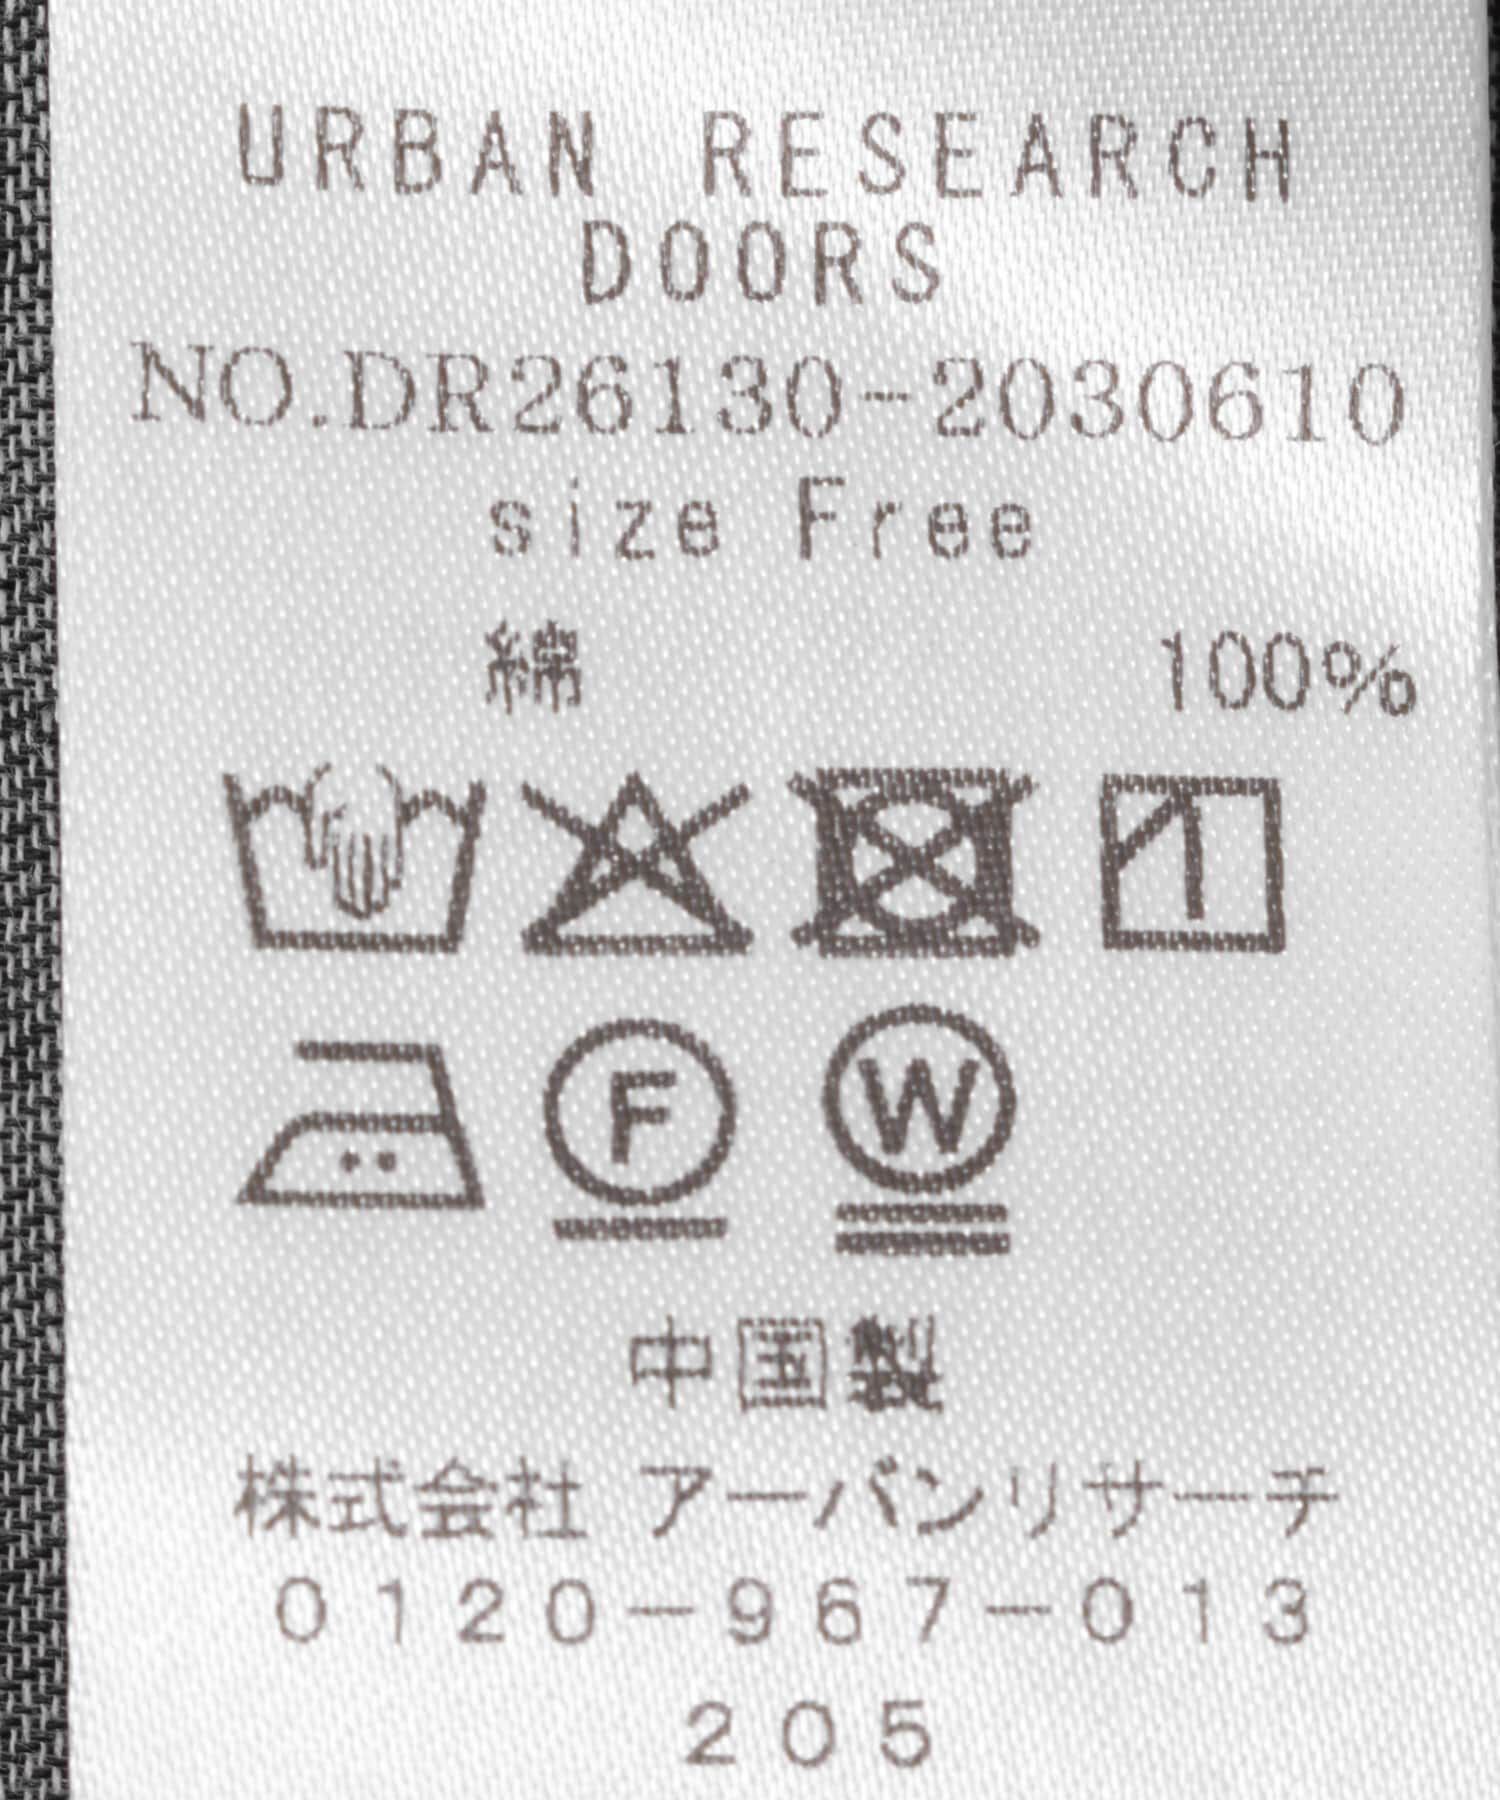 URBAN RESEARCH
DOORS
NO.DR26130-2030610
size Free
綿 100%
F W
中国製
株式会社 アーバンリサーチ
0120-967-013
205